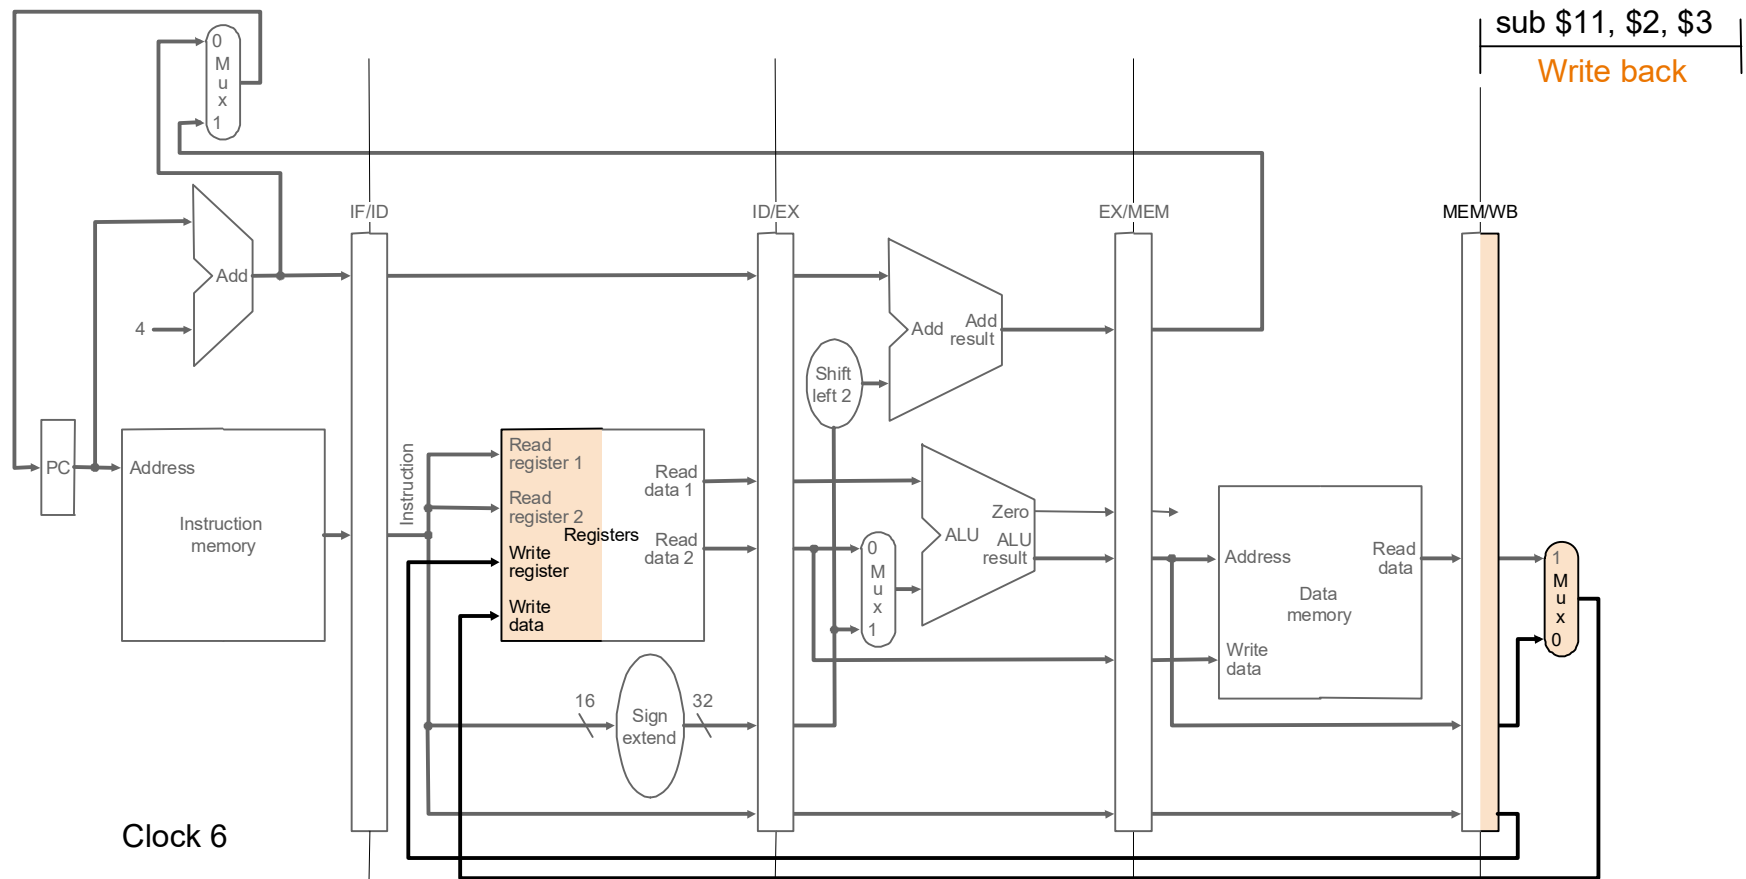 sub $11, $2, $3
Write back
0
M
u
x
1
IF/ID
ID/EX
EX/MEM
MEM/WB
Add
4
Add
Add
result
Shift
left 2
PC
Address
Instruction
memory
Instruction
Read
register 1
Read
register 2
Registers
Write
register
Write
data
Read
data 1
Read
data 2
0
M
u
x
1
Zero
ALU
ALU
result
Address
Read
data
Data
memory
Write
data
1
M
u
x
0
16
Sign
extend
32
Clock 6